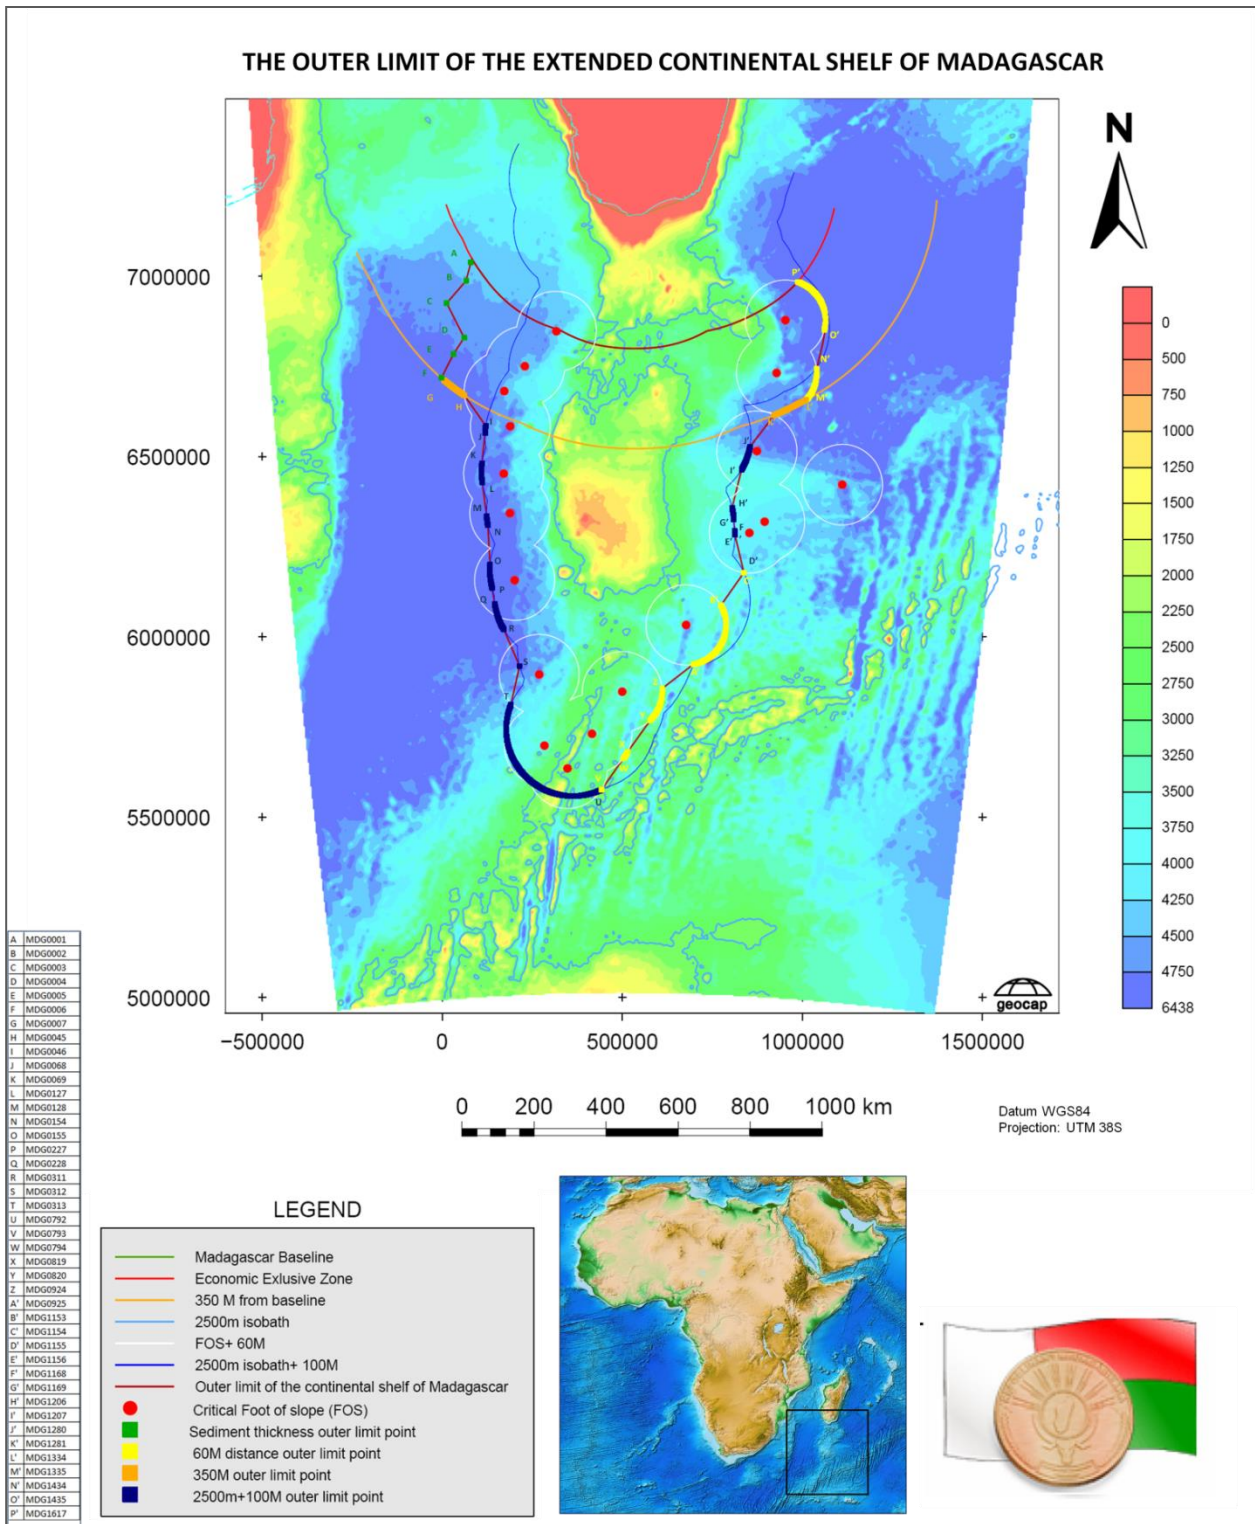 THE OUTER LIMIT OF THE EXTENDED CONTINENTAL SHELF OF MADAGASCAR
N
7000000
6500000
6000000
5500000
5000000
−500000 0 500000 1000000 1500000
A
B
C
D
E
F
G
H
I
J
K
L
M
N
O
P
Q
R
S
T
U
P'
O'
N'
M'
J'
I'
H'
G'
F
E'
D'
0
500
750
1000
1250
1500
1750
2000
2250
2500
2750
3000
3250
3500
3750
4000
4250
4500
4750
6438
geocap
0 200 400 600 800 1000 km
Datum WGS84
Projection: UTM 38S
A MDG0001
B MDG0002
C MDG0003
D MDG0004
E MDG0005
F MDG0006
G MDG0007
H MDG0045
I MDG0046
J MDG0068
K MDG0069
L MDG0127
M MDG0128
N MDG0154
O MDG0155
P MDG0227
Q MDG0228
R MDG0311
S MDG0312
T MDG0313
U MDG0792
V MDG0793
W MDG0794
X MDG0819
Y MDG0820
Z MDG0924
A' MDG0925
B' MDG1153
C' MDG1154
D' MDG1155
E' MDG1156
F' MDG1168
G' MDG1169
H' MDG1206
I' MDG1207
J' MDG1280
K' MDG1281
L' MDG1334
M' MDG1335
N' MDG1434
O' MDG1435
P' MDG1617
LEGEND
Madagascar Baseline
Economic Exlusive Zone
350 M from baseline
2500m isobath
FOS+ 60M
2500m isobath+ 100M
Outer limit of the continental shelf of Madagascar
Critical Foot of slope (FOS)
Sediment thickness outer limit point
60M distance outer limit point
350M outer limit point
2500m+100M outer limit point